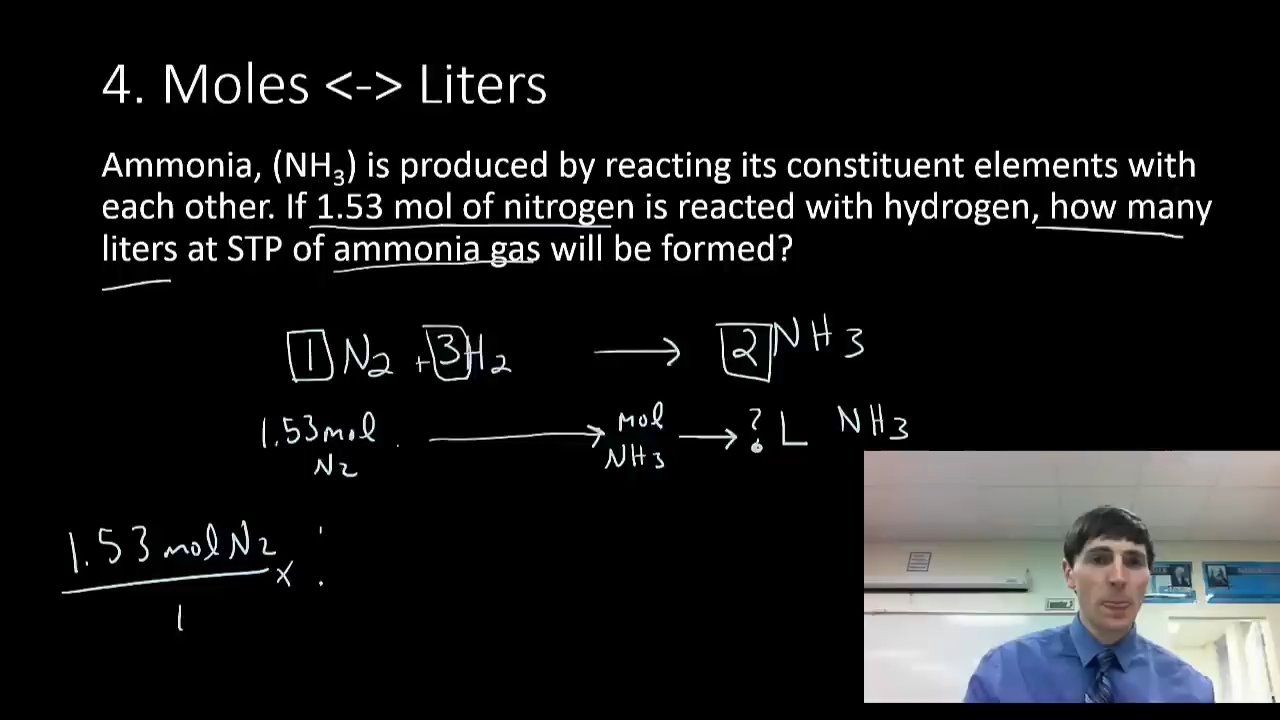 4. Moles <-> Liters
Ammonia, (NH₃) is produced by reacting its constituent elements with
each other. If 1.53 mol of nitrogen is reacted with hydrogen, how many
liters at STP of ammonia gas will be formed?
1 N₂ + 3 H₂ → 2 NH₃
1.53 mol N₂ → mol NH₃ → ? L NH₃
1.53 mol N₂ x
1